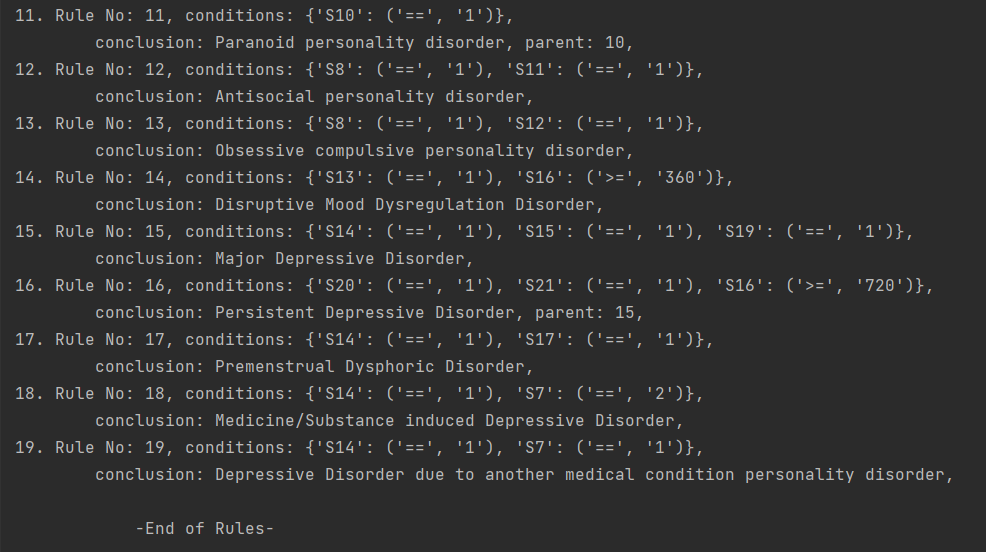 11. Rule No: 11, conditions: {'S10': ('==', '1')},
conclusion: Paranoid personality disorder, parent: 10,
12. Rule No: 12, conditions: {'S8': ('==', '1'), 'S11': ('==', '1')},
conclusion: Antisocial personality disorder,
13. Rule No: 13, conditions: {'S8': ('==', '1'), 'S12': ('==', '1')},
conclusion: Obsessive compulsive personality disorder,
14. Rule No: 14, conditions: {'S13': ('==', '1'), 'S16': ('>=', '360')},
conclusion: Disruptive Mood Dysregulation Disorder,
15. Rule No: 15, conditions: {'S14': ('==', '1'), 'S15': ('==', '1'), 'S19': ('==', '1')},
conclusion: Major Depressive Disorder,
16. Rule No: 16, conditions: {'S20': ('==', '1'), 'S21': ('==', '1'), 'S16': ('>=', '720')},
conclusion: Persistent Depressive Disorder, parent: 15,
17. Rule No: 17, conditions: {'S14': ('==', '1'), 'S17': ('==', '1')},
conclusion: Premenstrual Dysphoric Disorder,
18. Rule No: 18, conditions: {'S14': ('==', '1'), 'S7': ('==', '2')},
conclusion: Medicine/Substance induced Depressive Disorder,
19. Rule No: 19, conditions: {'S14': ('==', '1'), 'S7': ('==', '1')},
conclusion: Depressive Disorder due to another medical condition personality disorder,
-End of Rules-